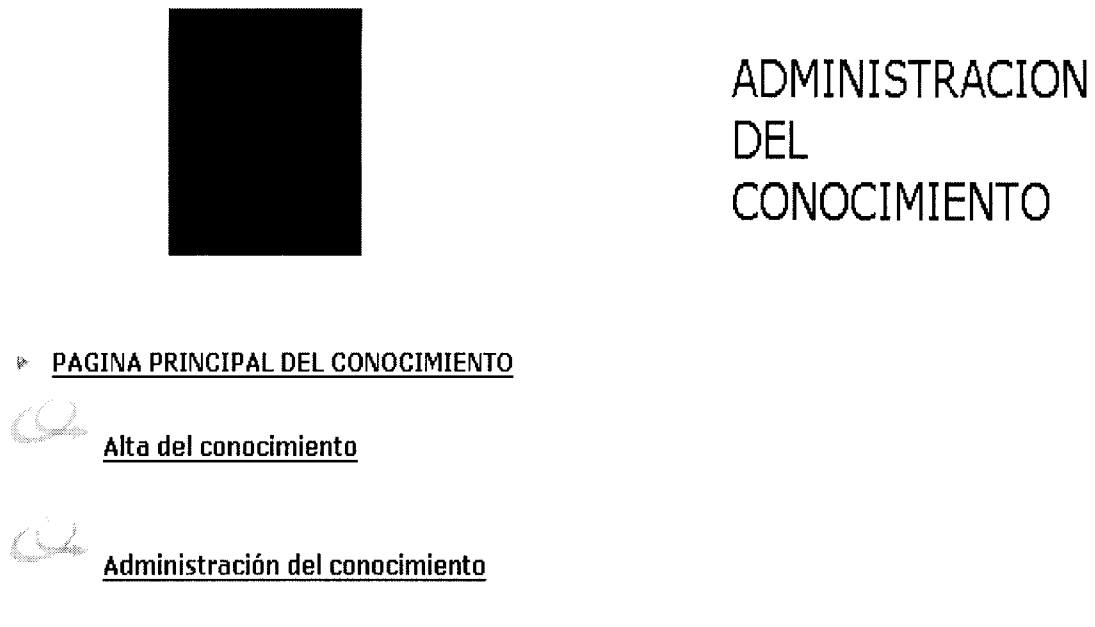 ADMINISTRACION
DEL
CONOCIMIENTO
PAGINA PRINCIPAL DEL CONOCIMIENTO
Alta del conocimiento
Administración del conocimiento